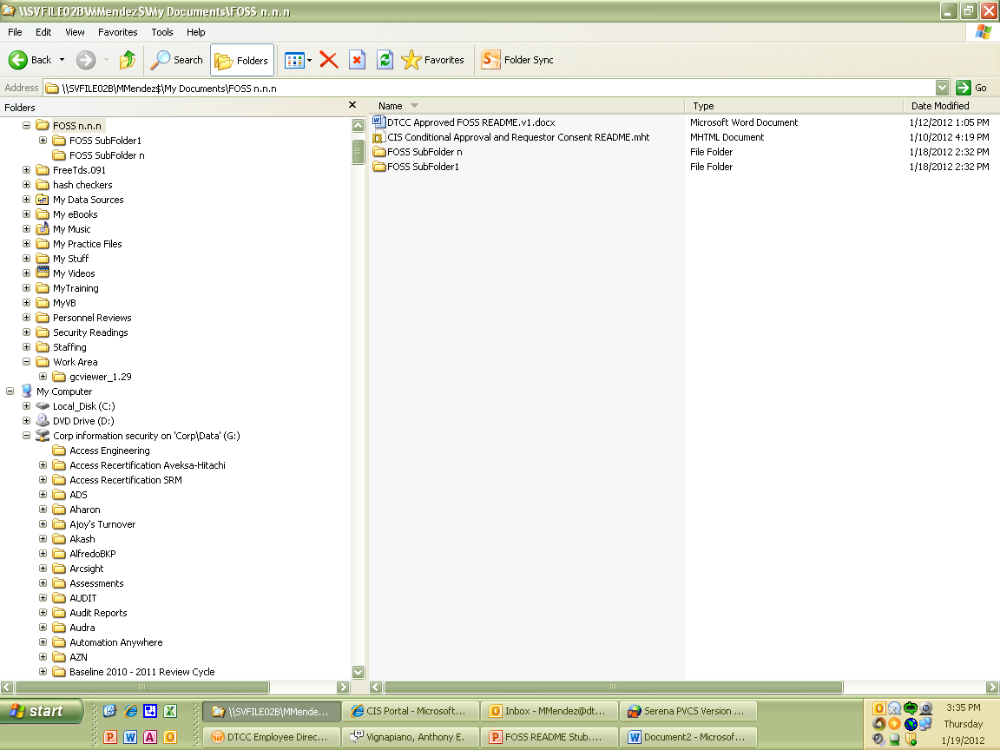 \\SVFILE02B\MMendez$\My Documents\FOSS n.n.n
File Edit View Favorites Tools Help
Back Search Folders Favorites Folder Sync
Address \\SVFILE02B\MMendez$\My Documents\FOSS n.n.n Go
Folders
Name Type Date Modified
DTCC Approved FOSS README.v1.docx Microsoft Word Document 1/12/2012 1:05 PM
CIS Conditional Approval and Requestor Consent README.mht MHTML Document 1/10/2012 4:19 PM
FOSS SubFolder n File Folder 1/18/2012 2:32 PM
FOSS SubFolder1 File Folder 1/18/2012 2:32 PM
FOSS n.n.n
FOSS SubFolder1
FOSS SubFolder n
FreeTds.091
hash checkers
My Data Sources
My eBooks
My Music
My Practice Files
My Stuff
My Videos
MyTraining
MyVB
Personnel Reviews
Security Readings
Staffing
Work Area
gcviewer_1.29
My Computer
Local_Disk (C:)
DVD Drive (D:)
Corp information security on 'Corp\Data' (G:)
Access Engineering
Access Recertification Aveksa-Hitachi
Access Recertification SRM
ADS
Aharon
Ajoy's Turnover
Akash
AlfredoBKP
Arcsight
Assessments
AUDIT
Audit Reports
Audra
Automation Anywhere
AZN
Baseline 2010 - 2011 Review Cycle
start
\\SVFILE02B\MMende... CIS Portal - Microsoft... Inbox - MMendez@dt... Serena PVCS Version ...
DTCC Employee Direc... Vignapiano, Anthony E. FOSS README Stub.... Document2 - Microsof...
3:35 PM
Thursday
1/19/2012